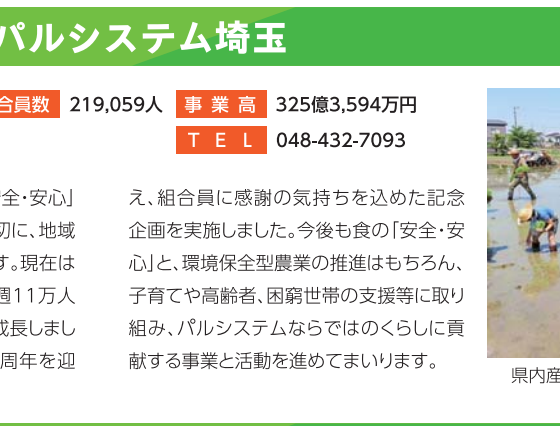 パルシステム埼玉
合員数 219,059人 事業高 325億3,594万円
TEL 048-432-7093
全・安心」
切に、地域
す。現在は
週11万人
成長しまし
周年を迎
え、組合員に感謝の気持ちを込めた記念
企画を実施しました。今後も食の「安全・安
心」と、環境保全型農業の推進はもちろん、
子育てや高齢者、困窮世帯の支援等に取り
組み、パルシステムならではのくらしに貢
献する事業と活動を進めてまいります。
県内産